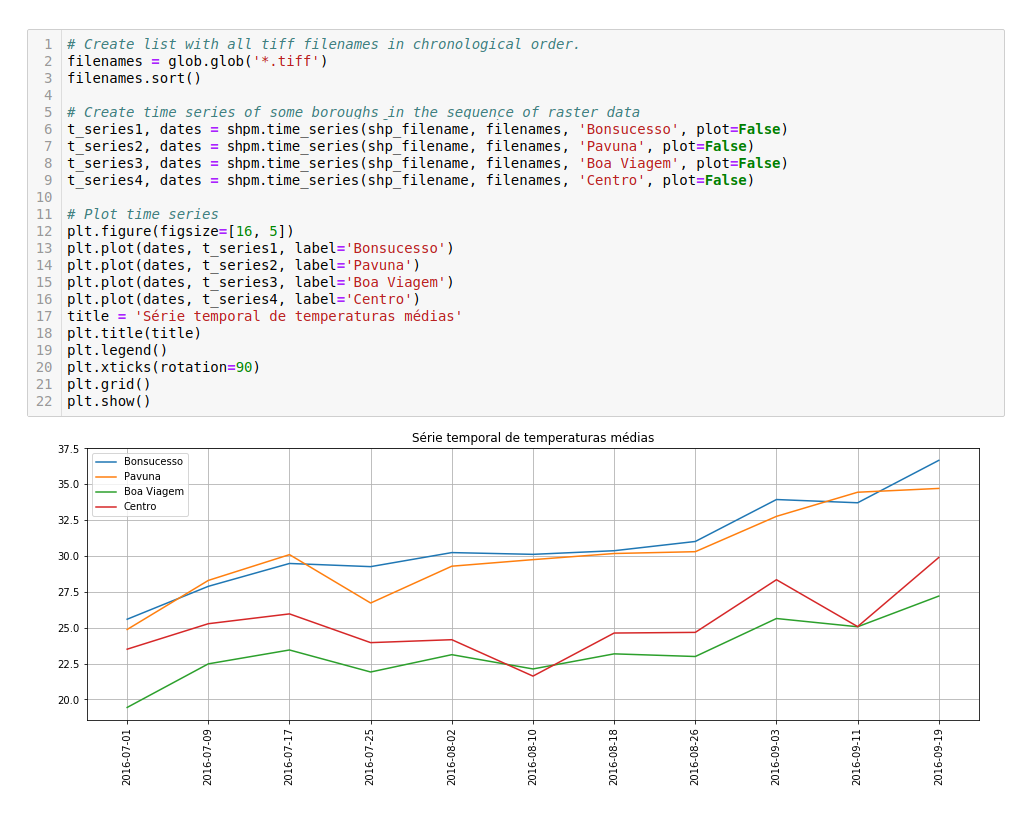 1 # Create list with all tiff filenames in chronological order.
2 filenames = glob.glob('*.tiff')
3 filenames.sort()
4
5 # Create time series of some boroughs in the sequence of raster data
6 t_series1, dates = shpm.time_series(shp_filename, filenames, 'Bonsucesso', plot=False)
7 t_series2, dates = shpm.time_series(shp_filename, filenames, 'Pavuna', plot=False)
8 t_series3, dates = shpm.time_series(shp_filename, filenames, 'Boa Viagem', plot=False)
9 t_series4, dates = shpm.time_series(shp_filename, filenames, 'Centro', plot=False)
10
11 # Plot time series
12 plt.figure(figsize=[16, 5])
13 plt.plot(dates, t_series1, label='Bonsucesso')
14 plt.plot(dates, t_series2, label='Pavuna')
15 plt.plot(dates, t_series3, label='Boa Viagem')
16 plt.plot(dates, t_series4, label='Centro')
17 title = 'Série temporal de temperaturas médias'
18 plt.title(title)
19 plt.legend()
20 plt.xticks(rotation=90)
21 plt.grid()
22 plt.show()
Série temporal de temperaturas médias
Bonsucesso
Pavuna
Boa Viagem
Centro
37.5
35.0
32.5
30.0
27.5
25.0
22.5
20.0
2016-07-01
2016-07-09
2016-07-17
2016-07-25
2016-08-02
2016-08-10
2016-08-18
2016-08-26
2016-09-03
2016-09-11
2016-09-19